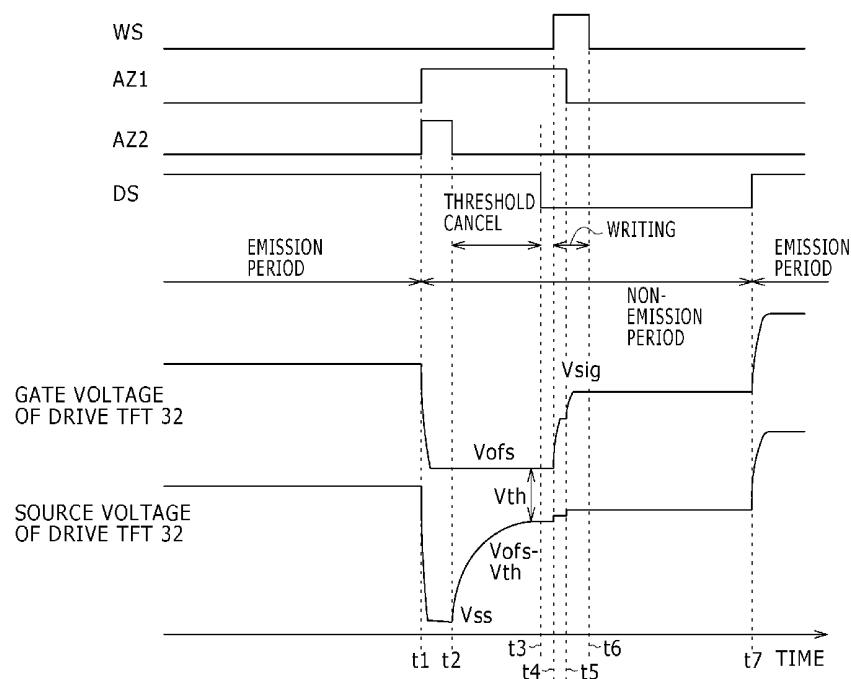 WS
AZ1
AZ2
DS
THRESHOLD
CANCEL
WRITING
EMISSION
PERIOD
EMISSION
PERIOD
NON-
EMISSION
PERIOD
Vsig
GATE VOLTAGE
OF DRIVE TFT 32
Vofs
Vth
SOURCE VOLTAGE
OF DRIVE TFT 32
Vofs-
Vth
Vss
t1 t2 t3 t6 t7 TIME
t4 t5